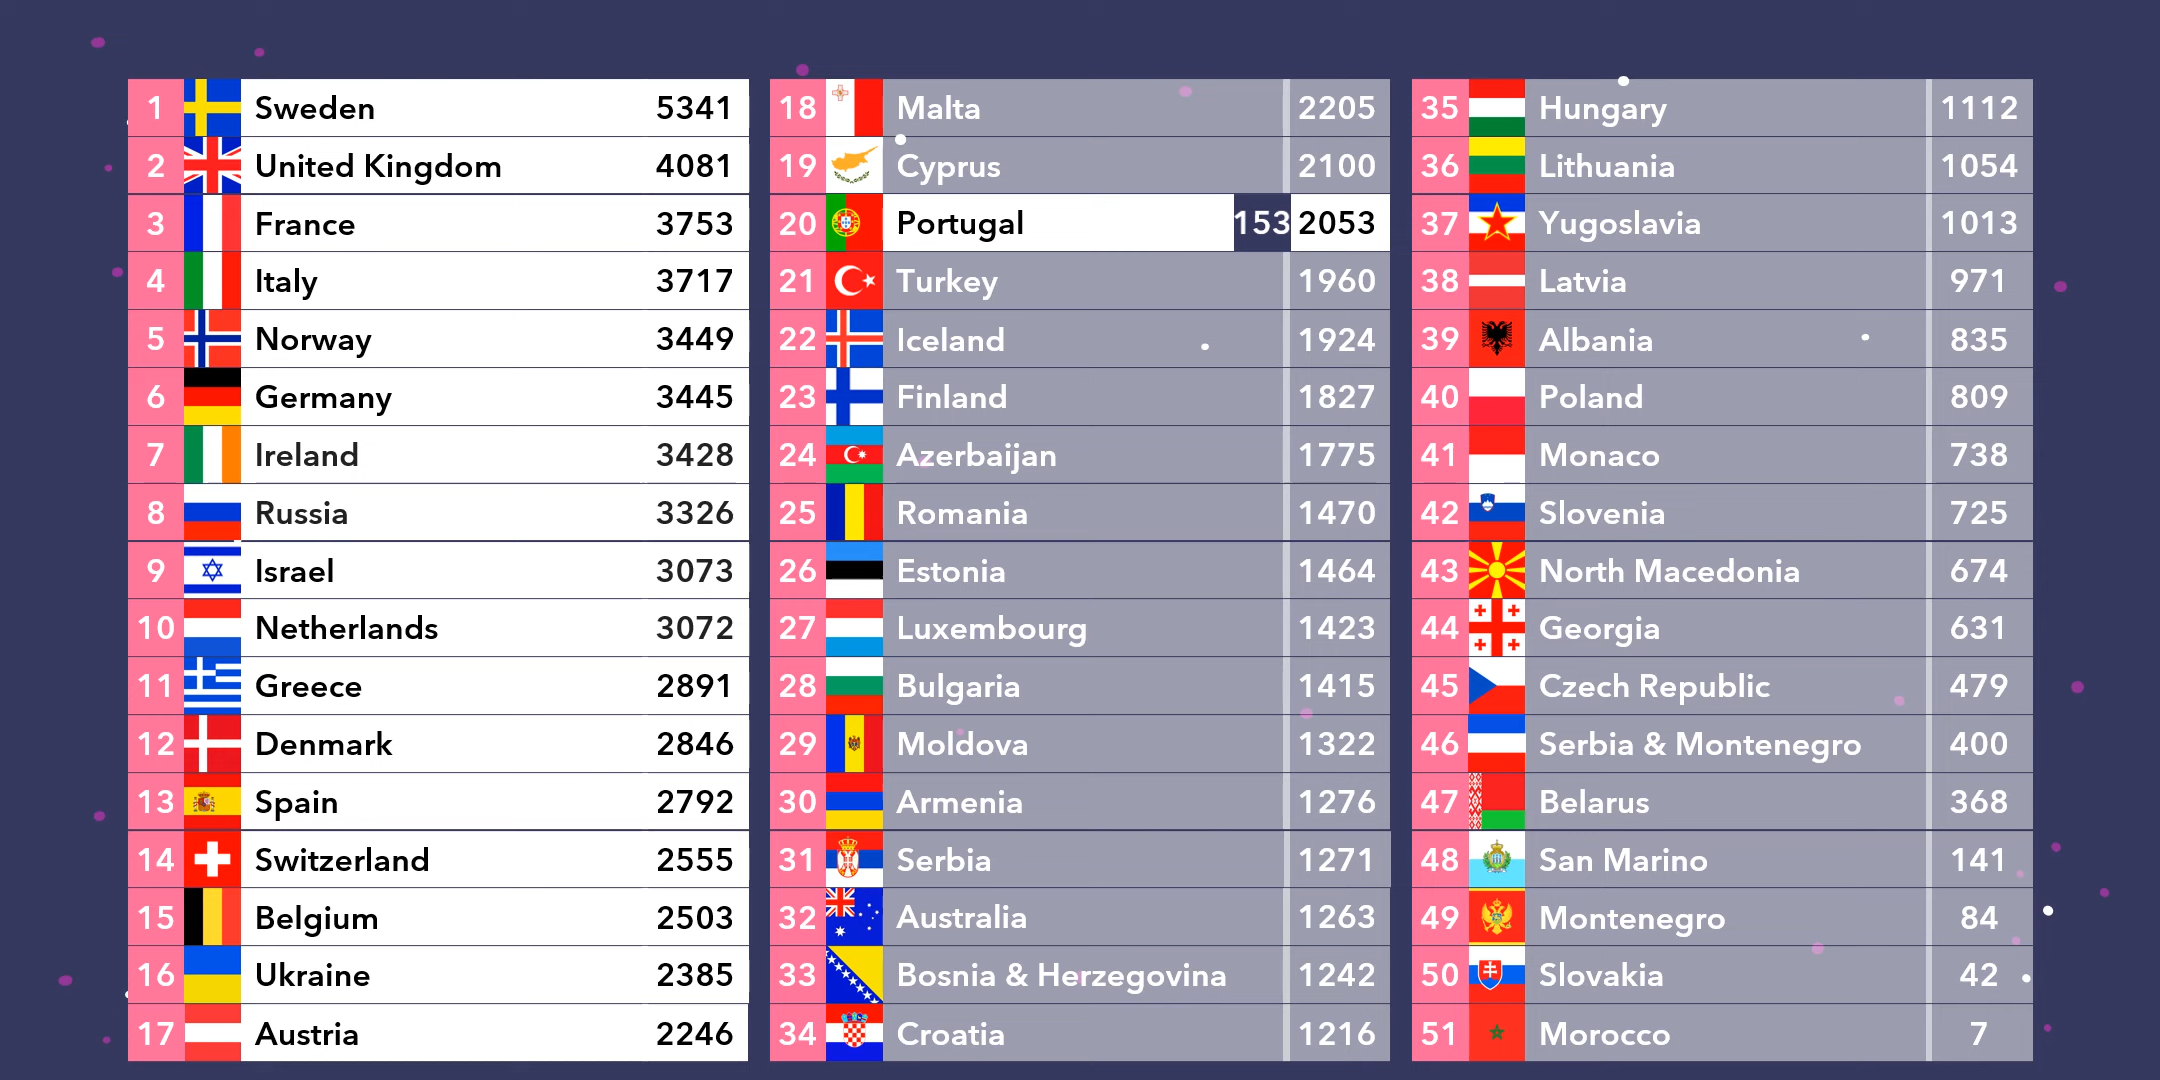 1 Sweden 5341
2 United Kingdom 4081
3 France 3753
4 Italy 3717
5 Norway 3449
6 Germany 3445
7 Ireland 3428
8 Russia 3326
9 Israel 3073
10 Netherlands 3072
11 Greece 2891
12 Denmark 2846
13 Spain 2792
14 Switzerland 2555
15 Belgium 2503
16 Ukraine 2385
17 Austria 2246
18 Malta 2205
19 Cyprus 2100
20 Portugal 153 2053
21 Turkey 1960
22 Iceland 1924
23 Finland 1827
24 Azerbaijan 1775
25 Romania 1470
26 Estonia 1464
27 Luxembourg 1423
28 Bulgaria 1415
29 Moldova 1322
30 Armenia 1276
31 Serbia 1271
32 Australia 1263
33 Bosnia & Herzegovina 1242
34 Croatia 1216
35 Hungary 1112
36 Lithuania 1054
37 Yugoslavia 1013
38 Latvia 971
39 Albania 835
40 Poland 809
41 Monaco 738
42 Slovenia 725
43 North Macedonia 674
44 Georgia 631
45 Czech Republic 479
46 Serbia & Montenegro 400
47 Belarus 368
48 San Marino 141
49 Montenegro 84
50 Slovakia 42
51 Morocco 7